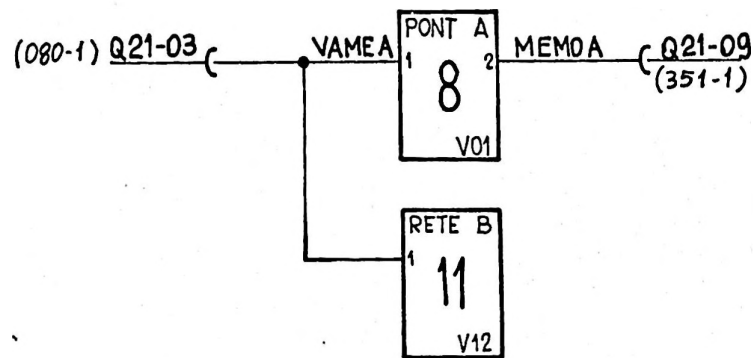 (080-1) Q21-03
VAMEA
PONT A
1
2
8
V01
MEMOA
Q21-09
(351-1)
RETE B
1
11
V12